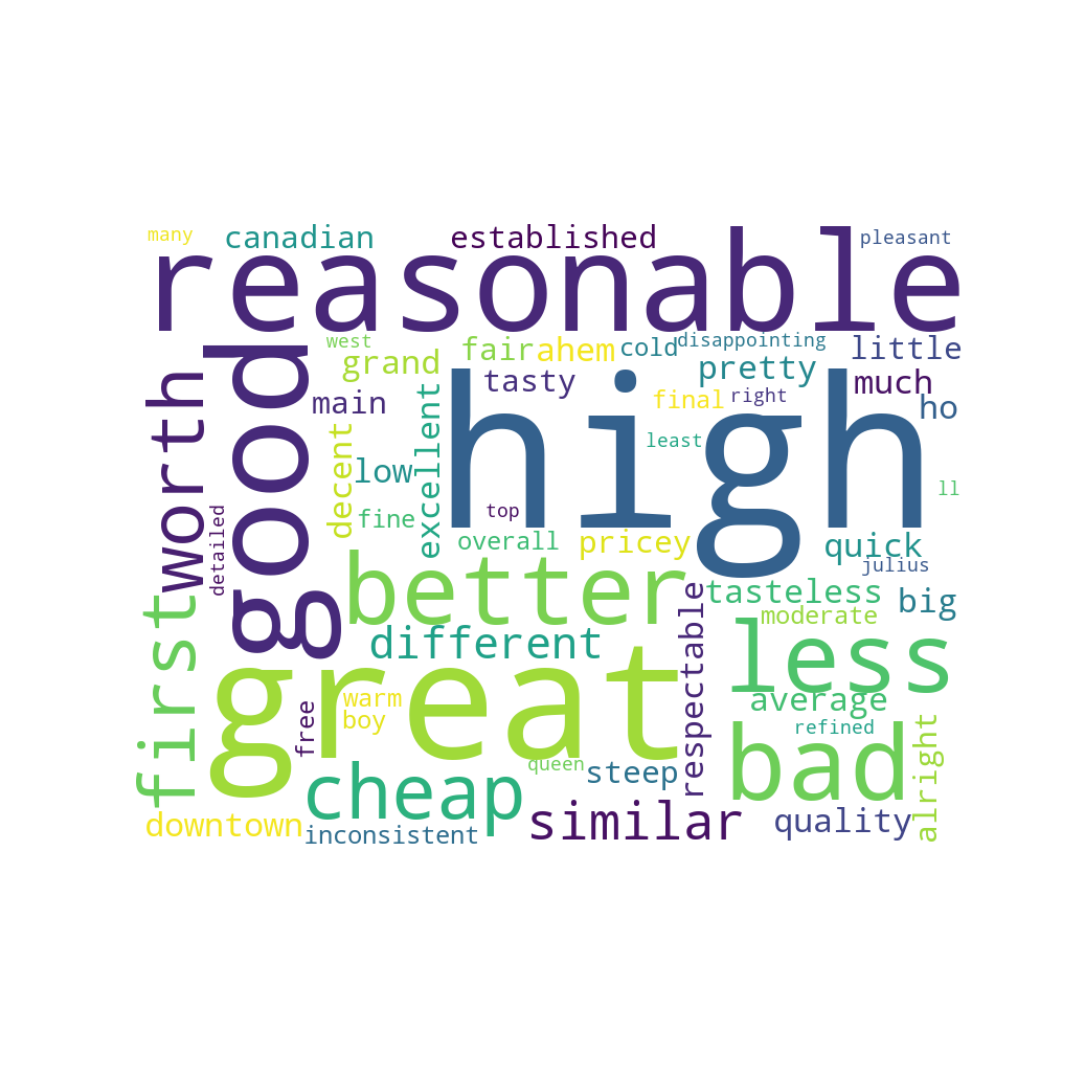 many
canadian
established
pleasant
reasonable
west
disappointing
grand
fair
ahem
cold
little
pretty
tasty
much
worth
good
main
final
right
ho
high
least
decent
low
excellent
ll
detailed
fine
top
overall
pricey
quick
julius
better
tasteless
big
respectable
moderate
first
different
less
great
average
warm
boy
free
refined
bad
alright
queen
steep
cheap
similar
quality
downtown
inconsistent